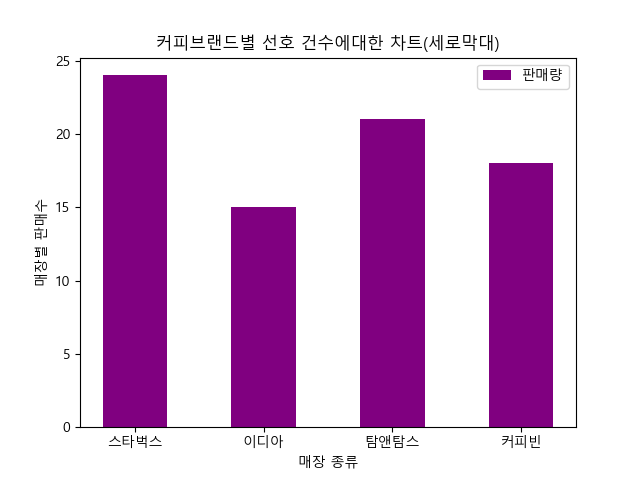 커피브랜드별 선호 건수에대한 차트(세로막대)
판매량
25
20
15
10
5
0
매장별 판매수
스타벅스 이디아 탐앤탐스 커피빈
매장 종류